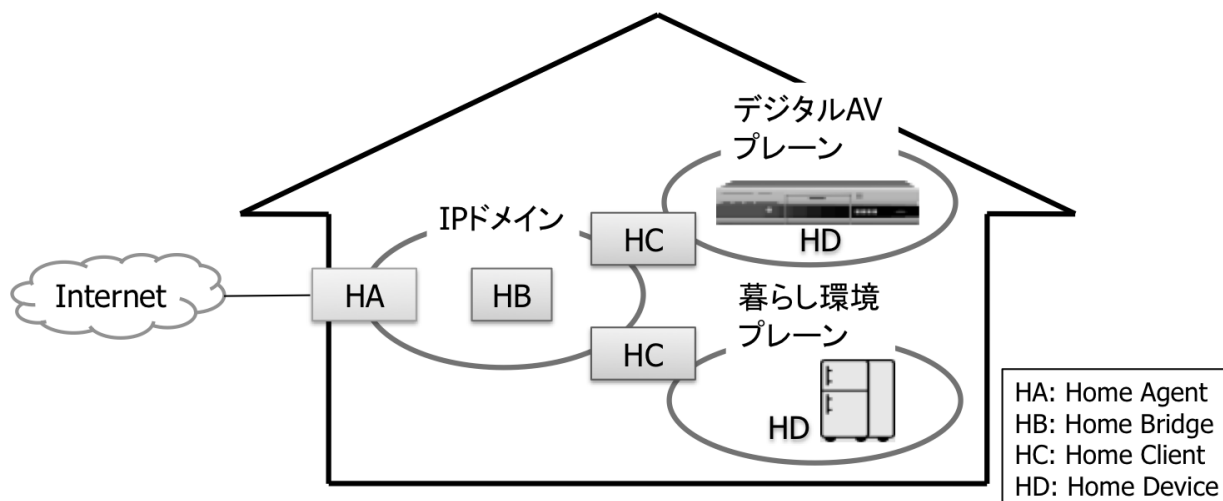 デジタルAV
プレーン
HD
IPドメイン
HC
Internet
HA
HB
暮らし環境
プレーン
HC
HD
HA: Home Agent
HB: Home Bridge
HC: Home Client
HD: Home Device